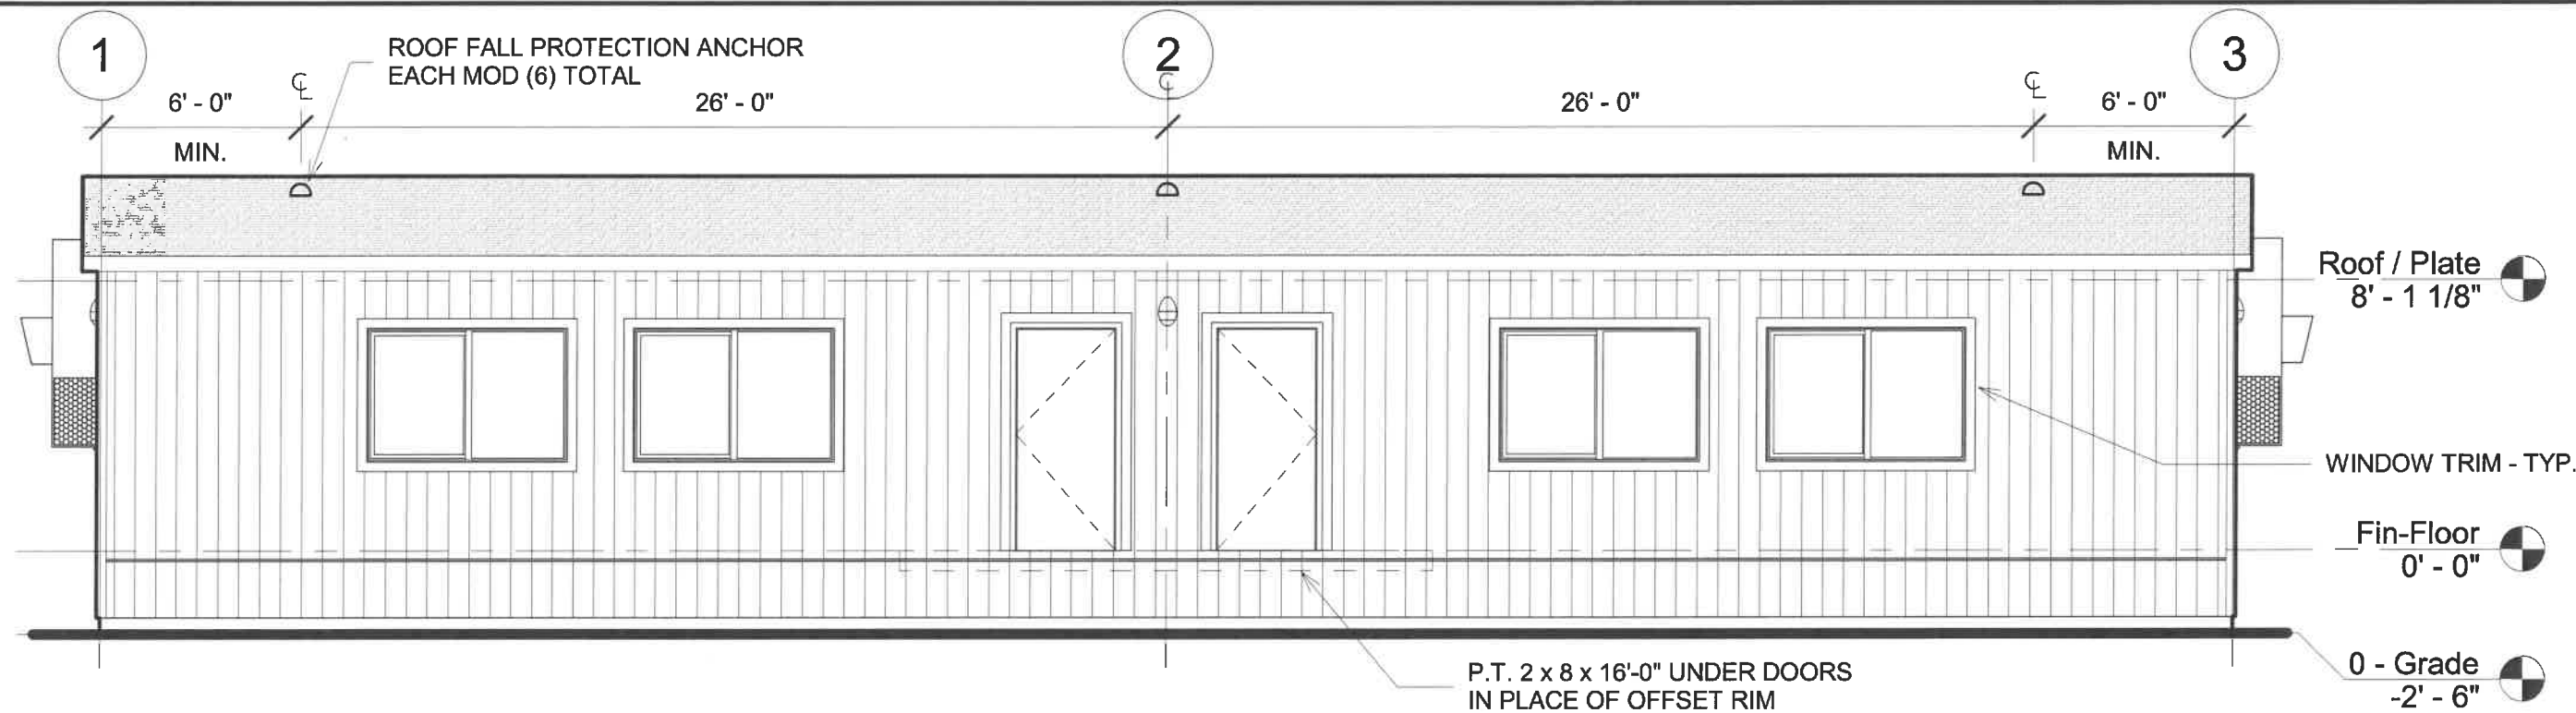 1
2
3
ROOF FALL PROTECTION ANCHOR
EACH MOD (6) TOTAL
6' - 0"
℄
26' - 0"
℄
26' - 0"
℄
6' - 0"
MIN.
MIN.
Roof / Plate
8' - 1 1/8"
WINDOW TRIM - TYP.
Fin-Floor
0' - 0"
P.T. 2 x 8 x 16'-0" UNDER DOORS
IN PLACE OF OFFSET RIM
0 - Grade
-2' - 6"